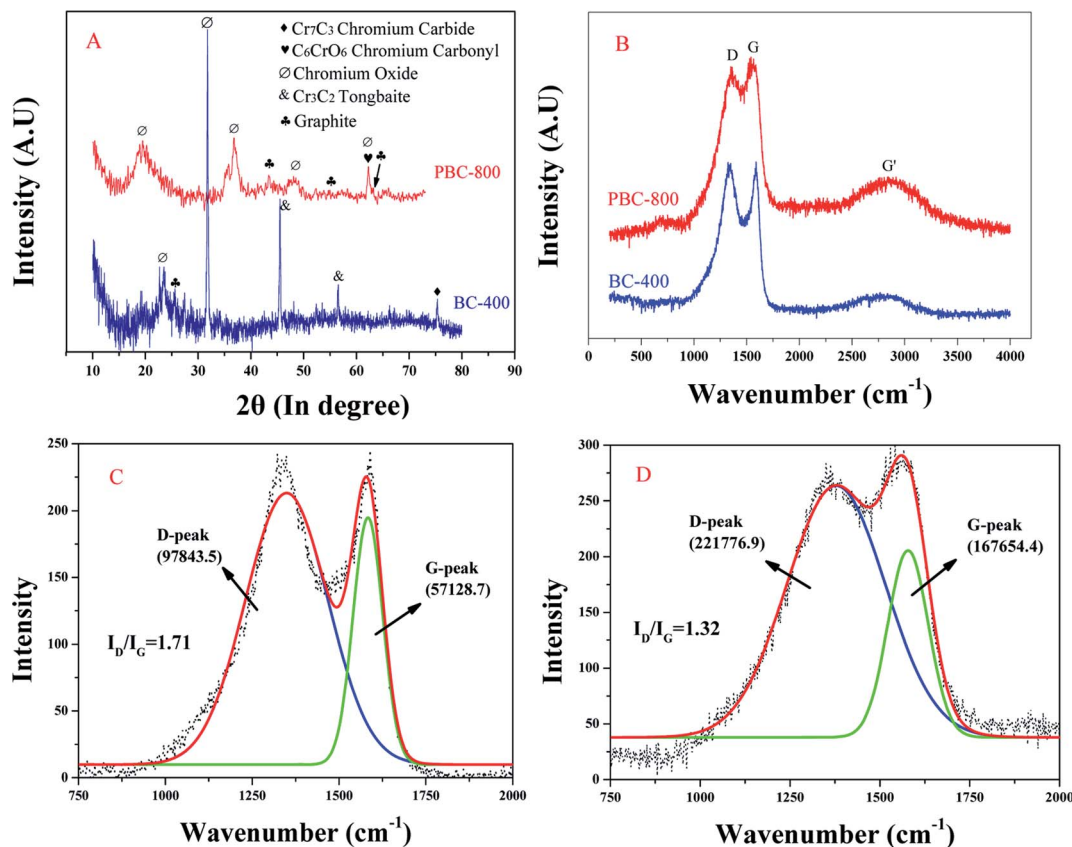 A
♦ Cr7C3 Chromium Carbide
♥ C6CrO6 Chromium Carbonyl
∅ Chromium Oxide
& Cr3C2 Tongbaite
♣ Graphite
∅
∅
∅
♣
∅
♣
∅
♥
♣
PBC-800
&
∅
♣
&
♦
BC-400
Intensity (A.U)
10 20 30 40 50 60 70 80 90
2θ (In degree)
B
D G
G'
PBC-800
BC-400
Intensity (A.U)
500 1000 1500 2000 2500 3000 3500 4000
Wavenumber (cm-1)
C
250
200
150
100
50
0
D-peak
(97843.5)
G-peak
(57128.7)
ID/IG=1.71
Intensity
750 1000 1250 1500 1750 2000
Wavenumber (cm-1)
D
300
250
200
150
100
50
0
D-peak
(221776.9)
G-peak
(167654.4)
ID/IG=1.32
Intensity
750 1000 1250 1500 1750 2000
Wavenumber (cm-1)